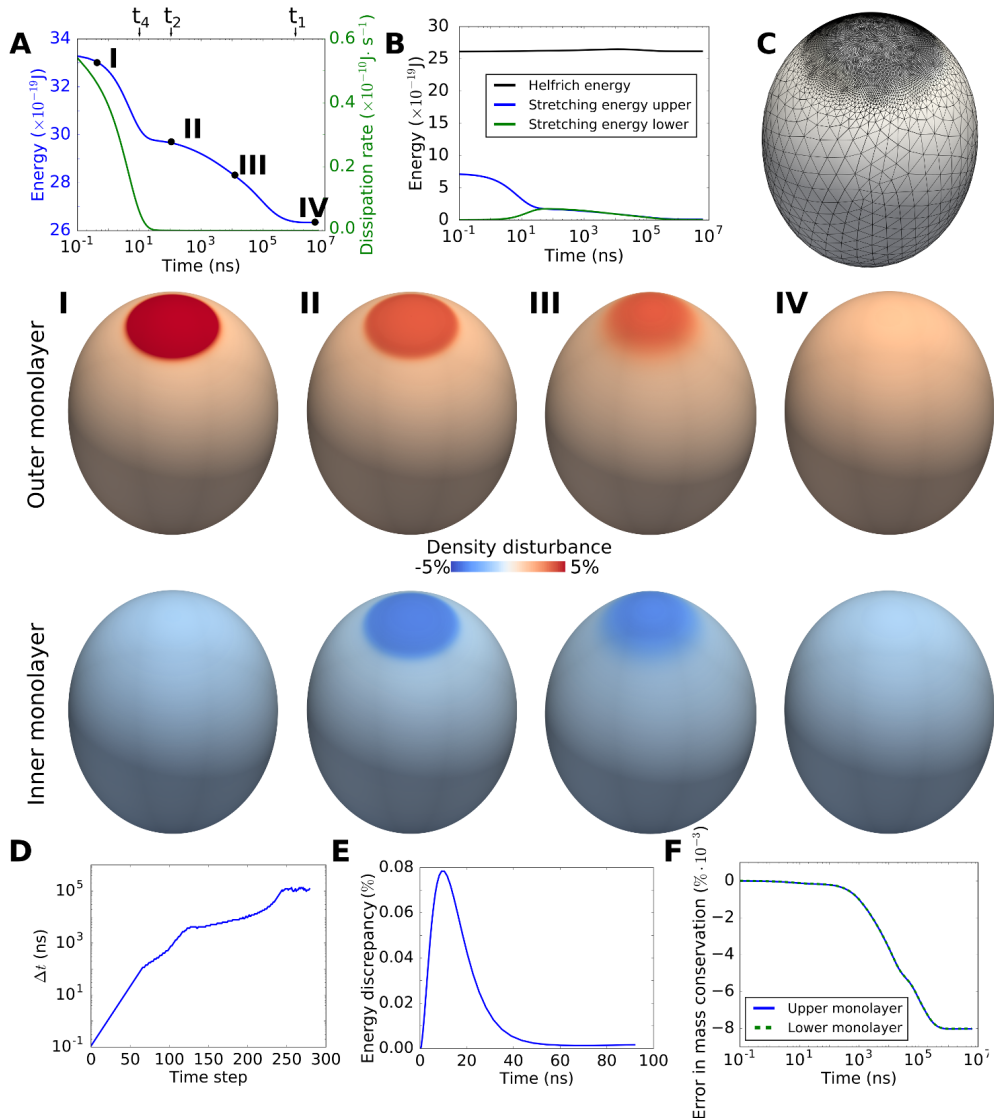 t₄ t₂ t₁
A
34
32
30
28
26
Energy (×10⁻¹⁹J)
I
II
III
IV
0.6
0.4
0.2
0.0
Dissipation rate (×10⁻¹⁰J·s⁻¹)
10⁻¹ 10¹ 10³ 10⁵ 10⁷
Time (ns)
B
30
25
20
15
10
5
0
Energy (×10⁻¹⁹J)
Helfrich energy
Stretching energy upper
Stretching energy lower
10⁻¹ 10¹ 10³ 10⁵ 10⁷
Time (ns)
C
I II III IV
Outer monolayer
Density disturbance
-5% 5%
Inner monolayer
D
10⁵
10³
10¹
10⁻¹
Δt (ns)
0 50 100 150 200 250 300
Time step
E
0.08
0.06
0.04
0.02
0.00
Energy discrepancy (%)
0 20 40 60 80 100
Time (ns)
F
0
−2
−4
−6
−8
Error in mass conservation (% · 10⁻³)
Upper monolayer
Lower monolayer
10⁻¹ 10¹ 10³ 10⁵ 10⁷
Time (ns)